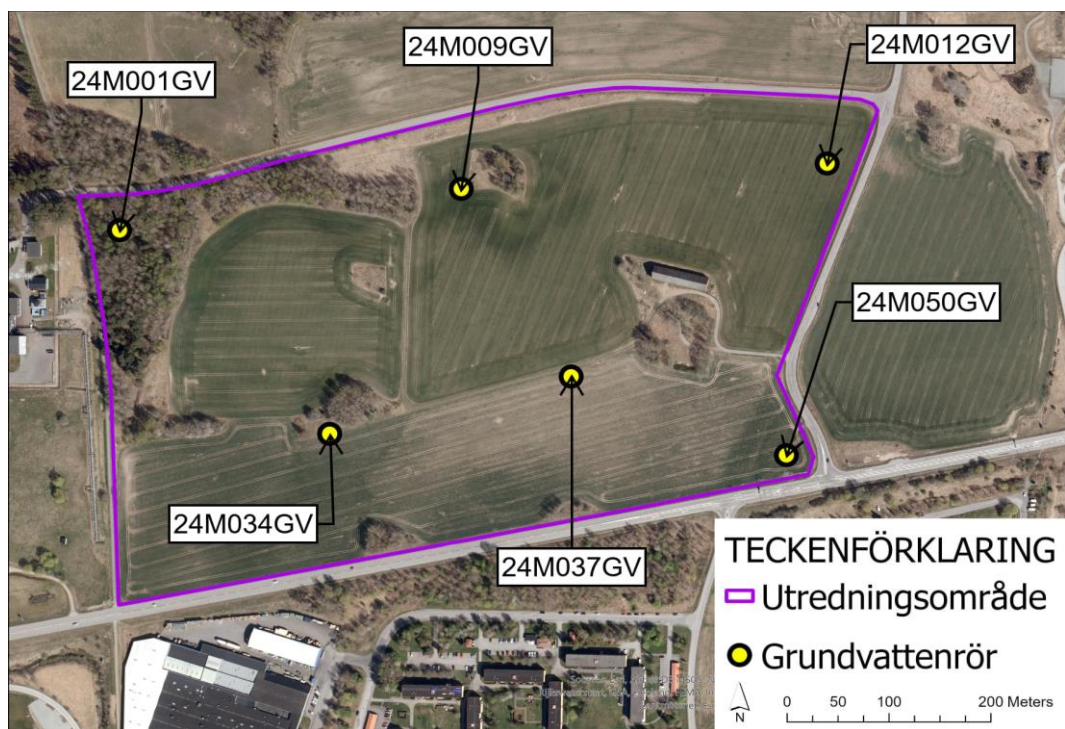 24M001GV
24M009GV
24M012GV
24M050GV
24M034GV
24M037GV
TECKENFÖRKLARING
Utredningsområde
Grundvattenrör
N
0 50 100 200 Meters